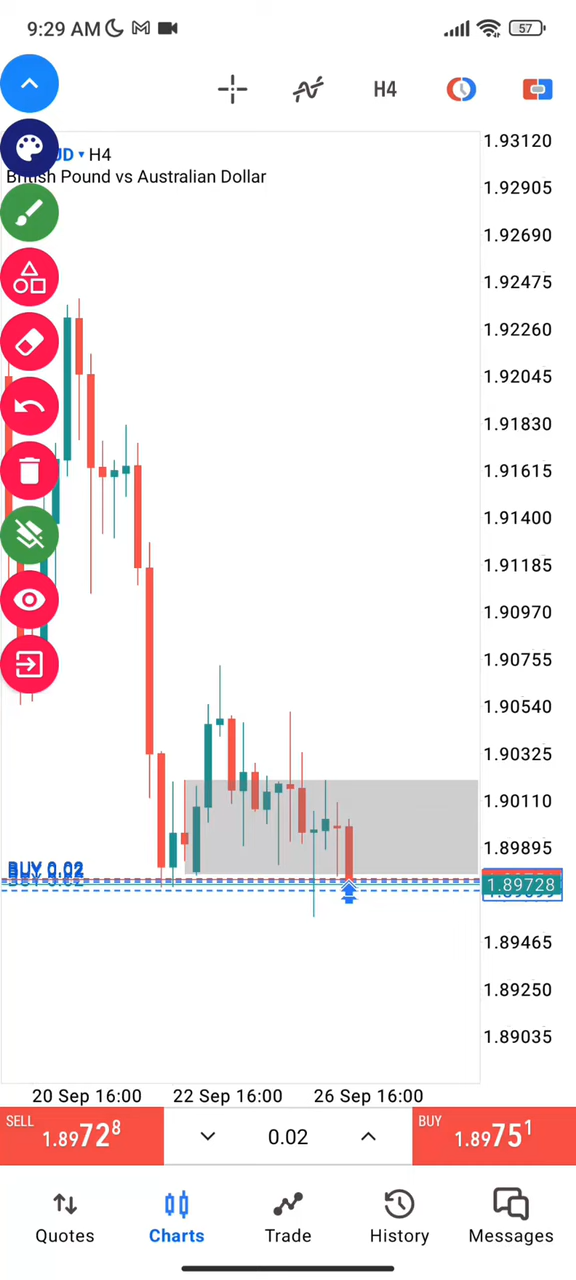 9:29 AM
57
H4
H4
British Pound vs Australian Dollar
1.93120
1.92905
1.92690
1.92475
1.92260
1.92045
1.91830
1.91615
1.91400
1.91185
1.90970
1.90755
1.90540
1.90325
1.90110
1.89895
BUY 0.02
1.89728
1.89465
1.89250
1.89035
20 Sep 16:00 22 Sep 16:00 26 Sep 16:00
SELL
1.89728
0.02
BUY
1.89751
Quotes Charts Trade History Messages